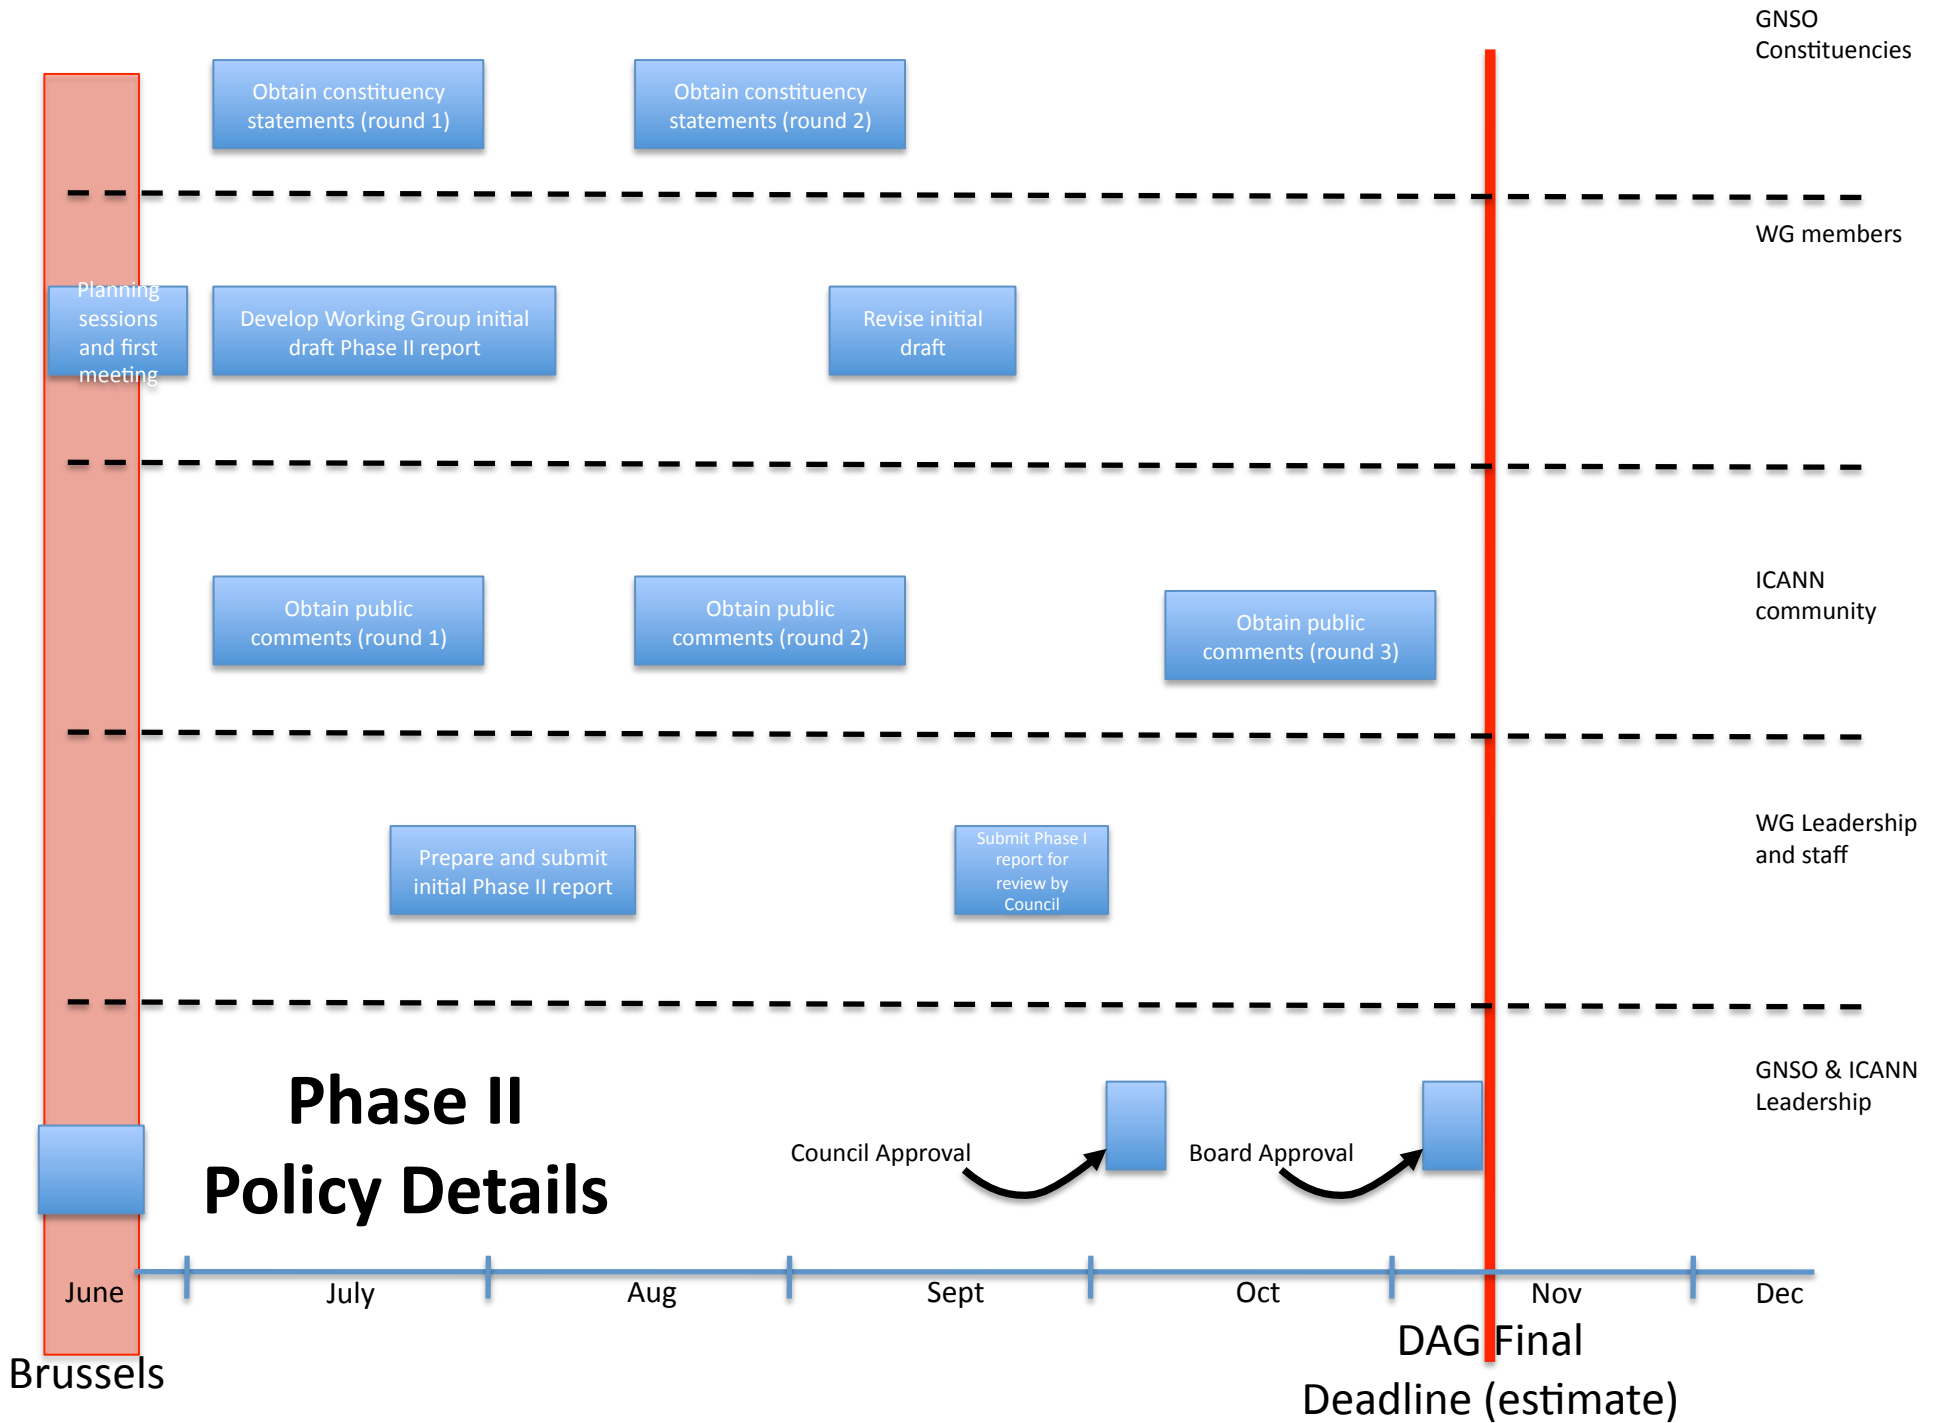 GNSO
Constituencies
Obtain constituency
statements (round 1)
Obtain constituency
statements (round 2)
WG members
Planning
sessions
and first
meeting
Develop Working Group initial
draft Phase II report
Revise initial
draft
ICANN
community
Obtain public
comments (round 1)
Obtain public
comments (round 2)
Obtain public
comments (round 3)
WG Leadership
and staff
Prepare and submit
initial Phase II report
Submit Phase I
report for
review by
Council
GNSO & ICANN
Leadership
Phase II
Policy Details
Council Approval
Board Approval
June
July
Aug
Sept
Oct
Nov
Dec
Brussels
DAG Final
Deadline (estimate)